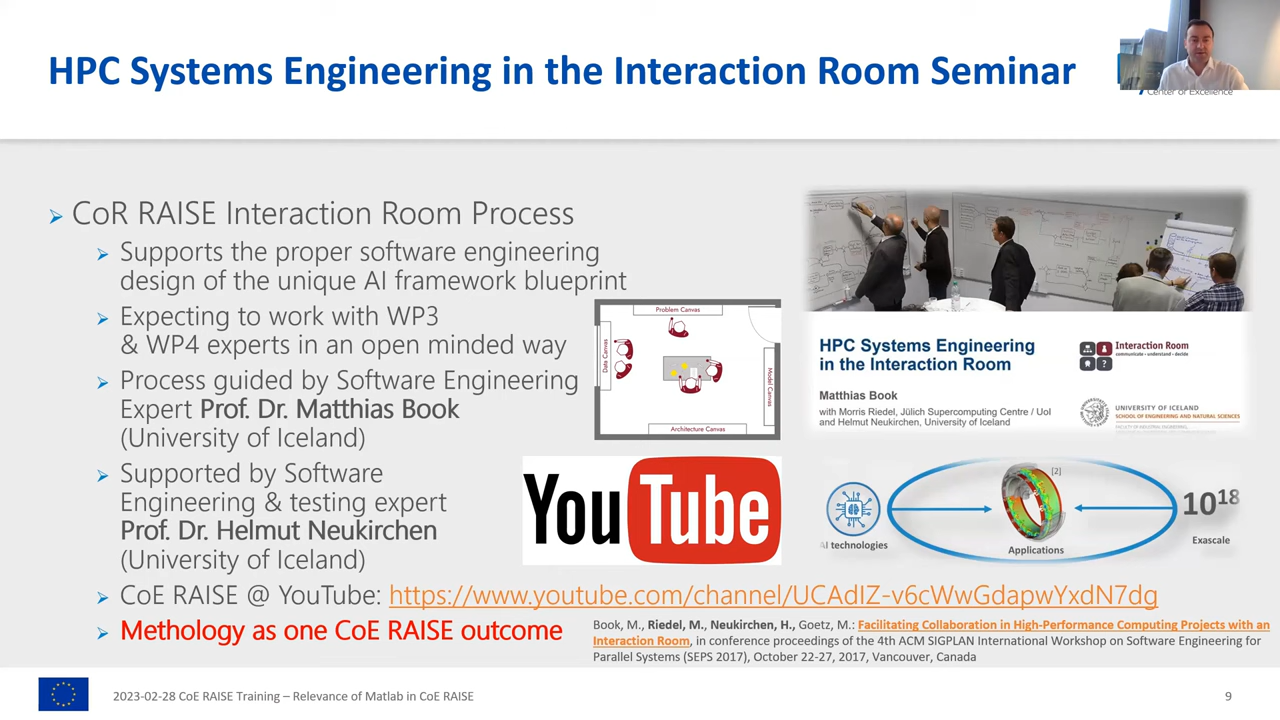 HPC Systems Engineering in the Interaction Room Seminar
Center of Excellence
CoR RAISE Interaction Room Process
Supports the proper software engineering
design of the unique AI framework blueprint
Expecting to work with WP3
& WP4 experts in an open minded way
Process guided by Software Engineering
Expert Prof. Dr. Matthias Book
(University of Iceland)
Supported by Software
Engineering & testing expert
Prof. Dr. Helmut Neukirchen
(University of Iceland)
CoE RAISE @ YouTube: https://www.youtube.com/channel/UCAdIZ-v6cWwGdapwYxdN7dg
Methology as one CoE RAISE outcome
Problem Canvas
Data Canvas
Model Canvas
Architecture Canvas
YouTube
HPC Systems Engineering
in the Interaction Room
Interaction Room
communicate • understand • decide
Matthias Book
with Morris Riedel, Jülich Supercomputing Centre / UoI
and Helmut Neukirchen, University of Iceland
UNIVERSITY OF ICELAND
SCHOOL OF ENGINEERING AND NATURAL SCIENCES
FACULTY OF INDUSTRIAL ENGINEERING,
[2]
10^18
AI technologies
Applications
Exascale
Book, M., Riedel, M., Neukirchen, H., Goetz, M.: Facilitating Collaboration in High-Performance Computing Projects with an
Interaction Room, in conference proceedings of the 4th ACM SIGPLAN International Workshop on Software Engineering for
Parallel Systems (SEPS 2017), October 22-27, 2017, Vancouver, Canada
2023-02-28 CoE RAISE Training – Relevance of Matlab in CoE RAISE
9